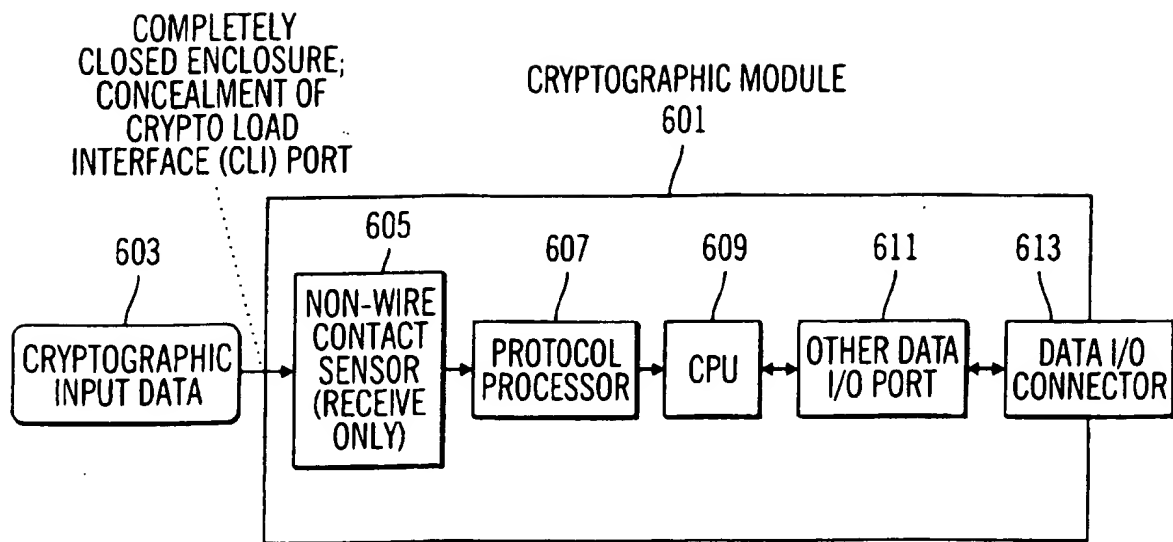 COMPLETELY
CLOSED ENCLOSURE;
CONCEALMENT OF
CRYPTO LOAD
INTERFACE (CLI) PORT
CRYPTOGRAPHIC MODULE
601
603
605
607
609
611
613
CRYPTOGRAPHIC
INPUT DATA
NON-WIRE
CONTACT
SENSOR
(RECEIVE
ONLY)
PROTOCOL
PROCESSOR
CPU
OTHER DATA
I/O PORT
DATA I/O
CONNECTOR